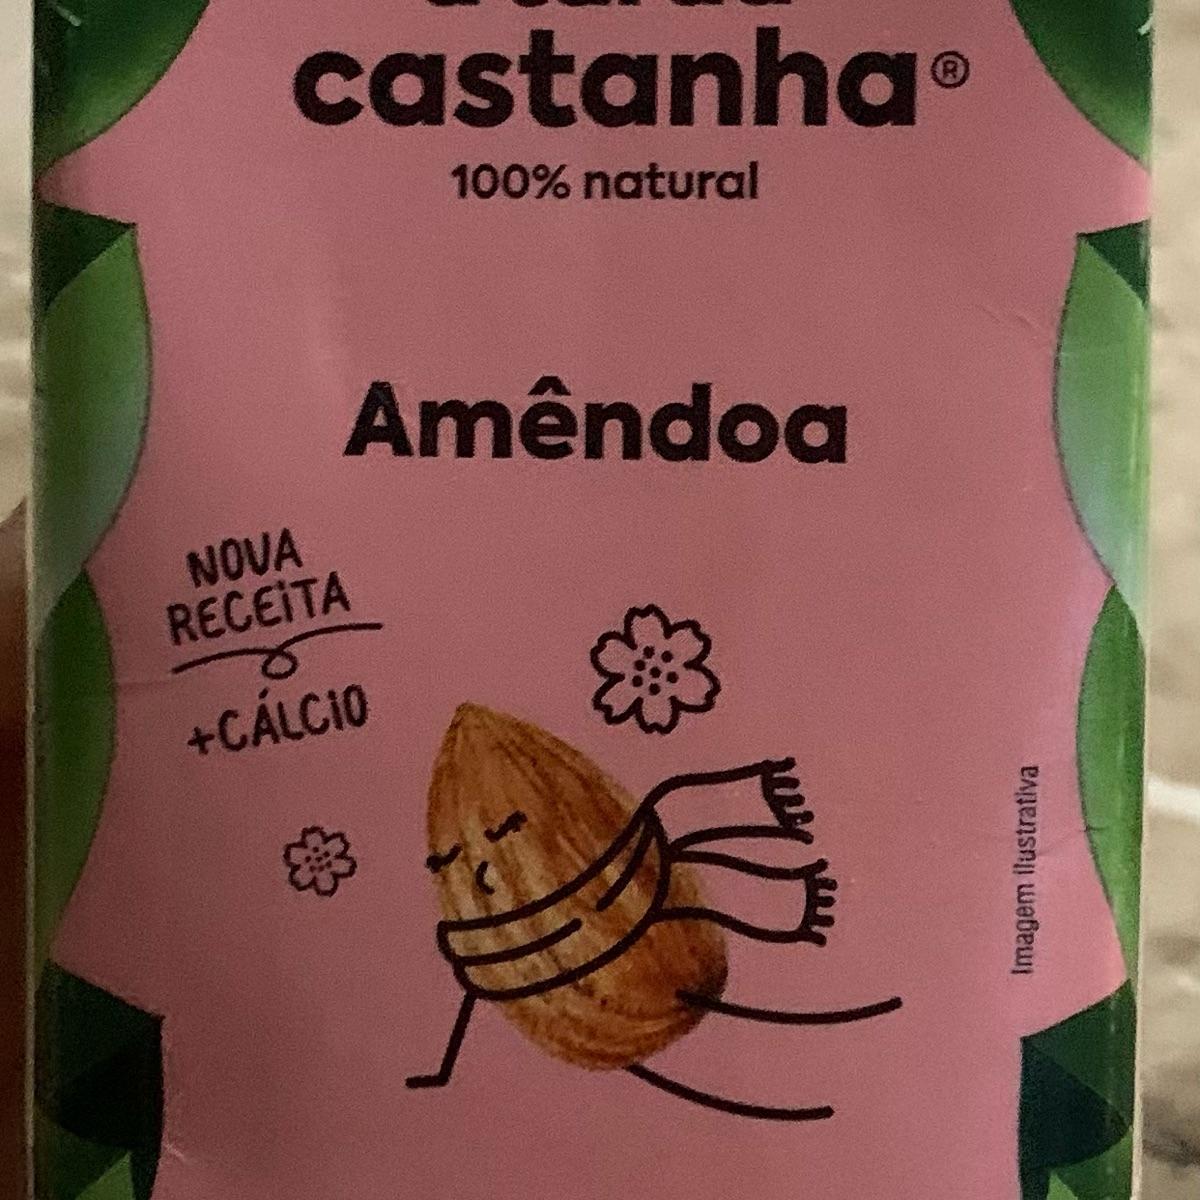 castanha®
100% natural
Amêndoa
NOVA
RECEITA
+CÁLCIO
Imagem ilustrativa